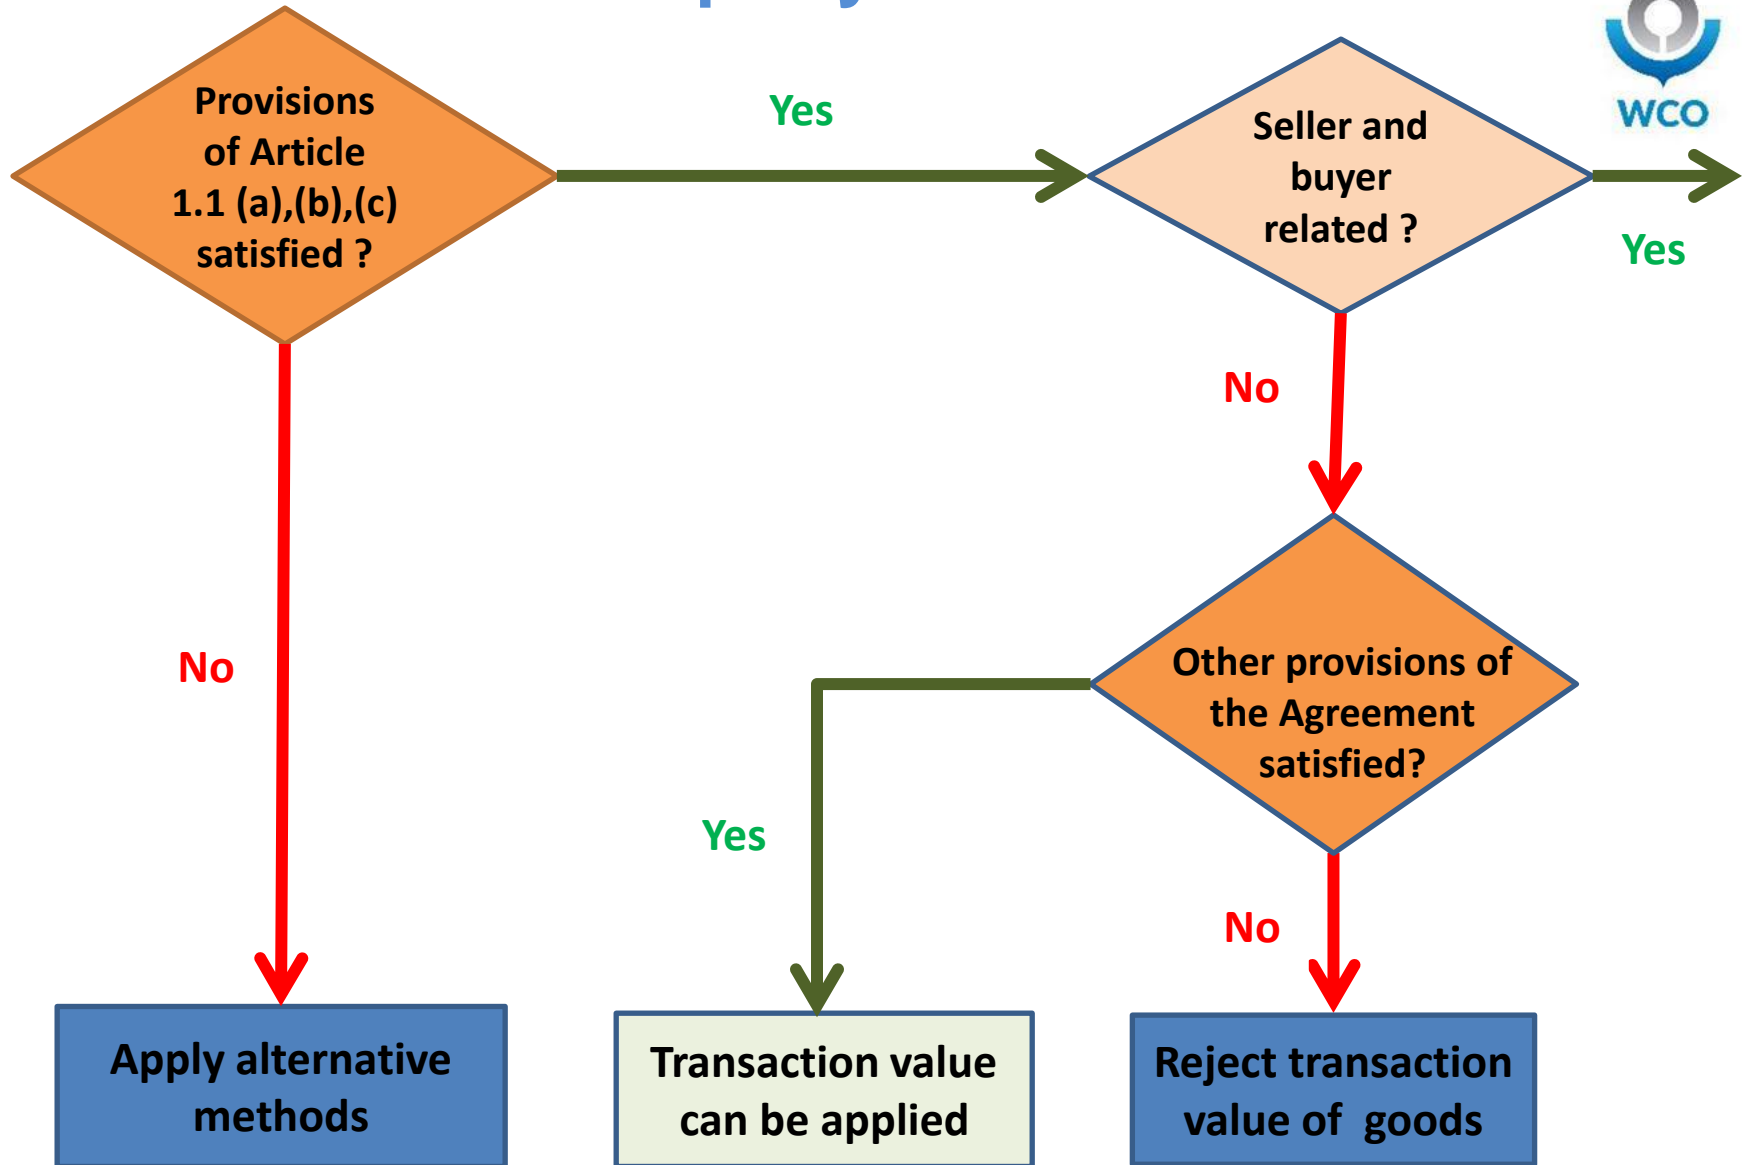 Provisions
of Article
1.1 (a),(b),(c)
satisfied ?
Yes
Seller and
buyer
related ?
WCO
Yes
No
No
Other provisions of
the Agreement
satisfied?
Yes
No
Apply alternative
methods
Transaction value
can be applied
Reject transaction
value of goods